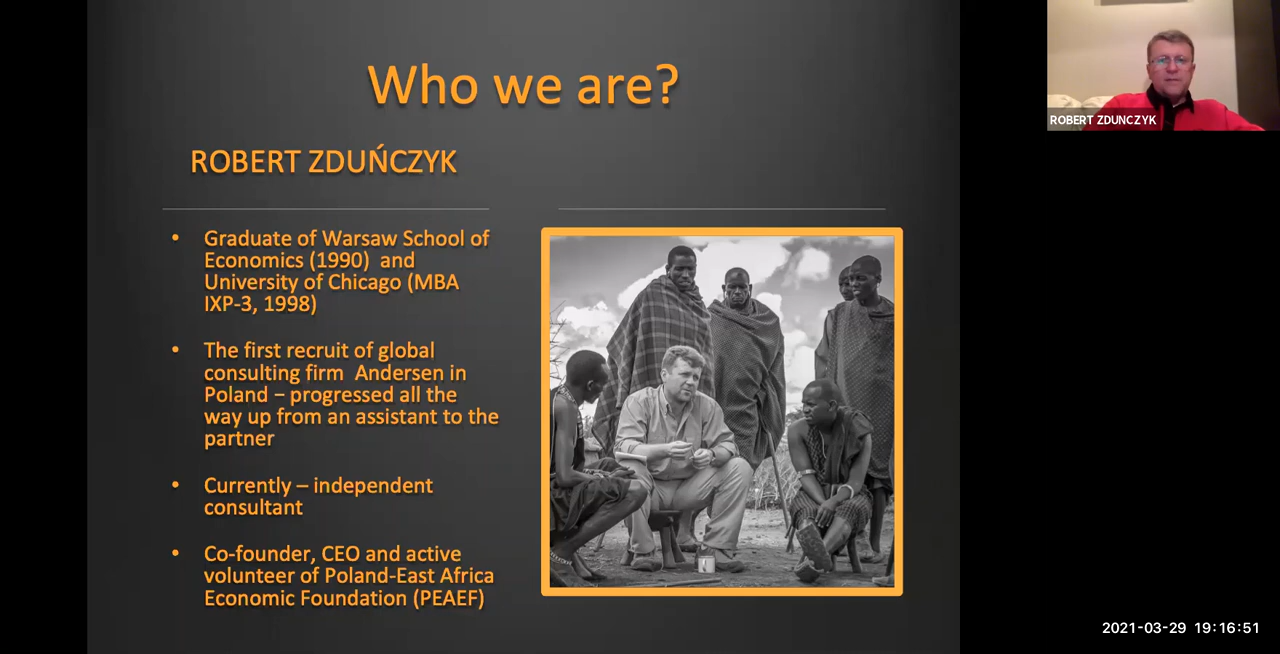 Who we are?
ROBERT ZDUŃCZYK
• Graduate of Warsaw School of
Economics (1990) and
University of Chicago (MBA
IXP-3, 1998)
• The first recruit of global
consulting firm Andersen in
Poland – progressed all the
way up from an assistant to the
partner
• Currently – independent
consultant
• Co-founder, CEO and active
volunteer of Poland-East Africa
Economic Foundation (PEAEF)
ROBERT ZDUNCZYK
2021-03-29 19:16:51